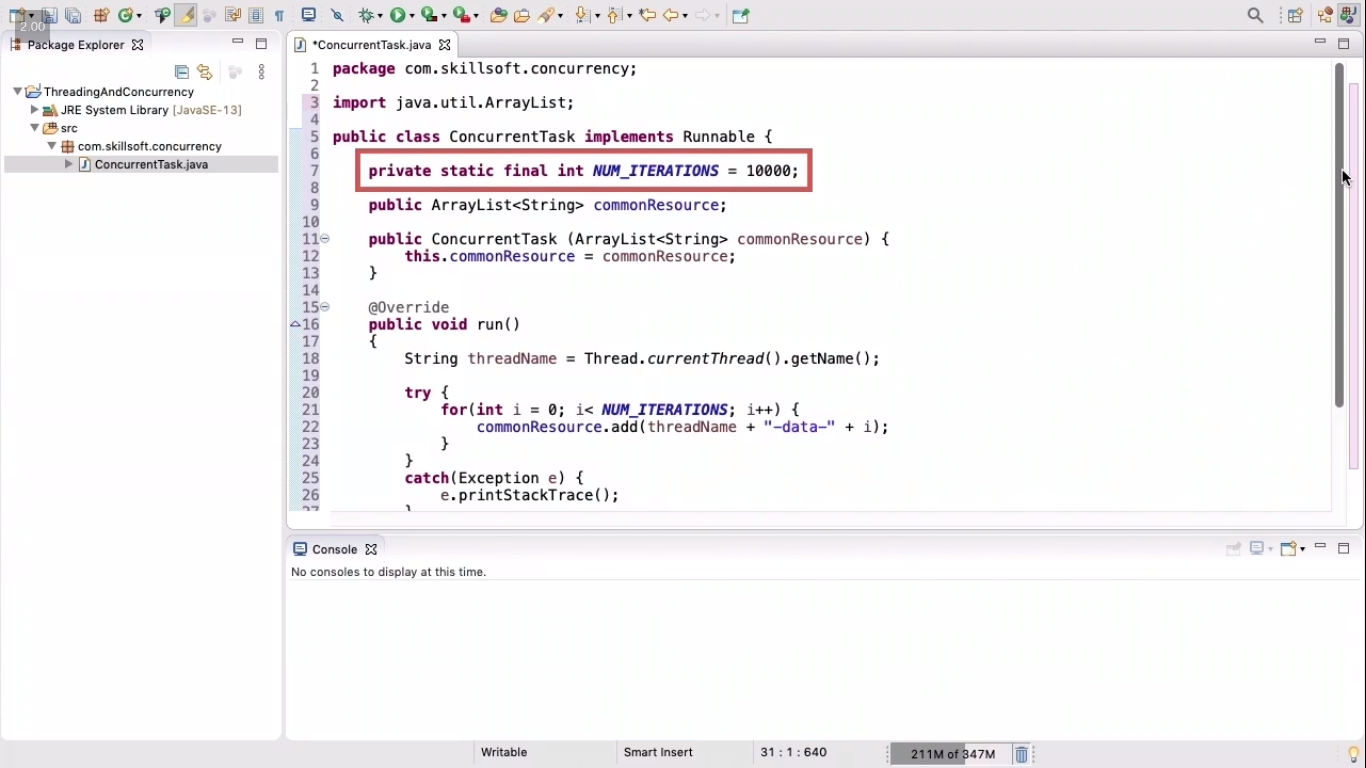 2.00
Package Explorer
ThreadingAndConcurrency
JRE System Library [JavaSE-13]
src
com.skillsoft.concurrency
ConcurrentTask.java
*ConcurrentTask.java
1 package com.skillsoft.concurrency;
2
3 import java.util.ArrayList;
4
5 public class ConcurrentTask implements Runnable {
6
7 private static final int NUM_ITERATIONS = 10000;
8
9 public ArrayList<String> commonResource;
10
11 public ConcurrentTask (ArrayList<String> commonResource) {
12 this.commonResource = commonResource;
13 }
14
15 @Override
16 public void run()
17 {
18 String threadName = Thread.currentThread().getName();
19
20 try {
21 for(int i = 0; i< NUM_ITERATIONS; i++) {
22 commonResource.add(threadName + "-data-" + i);
23 }
24 }
25 catch(Exception e) {
26 e.printStackTrace();
27 }
Console
No consoles to display at this time.
Writable
Smart Insert
31 : 1 : 640
211M of 347M